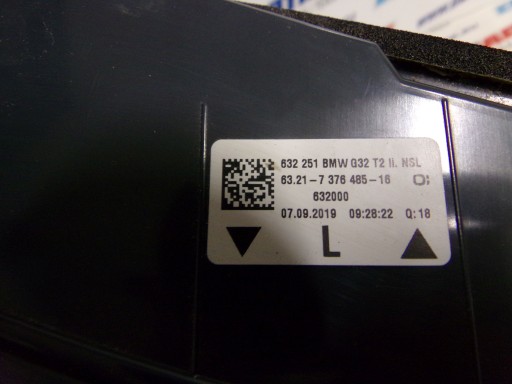 632 251 BMW G32 T2 li. NSL
63.21-7 376 485-16
632000
07.09.2019 09:28:22 Q:18
L